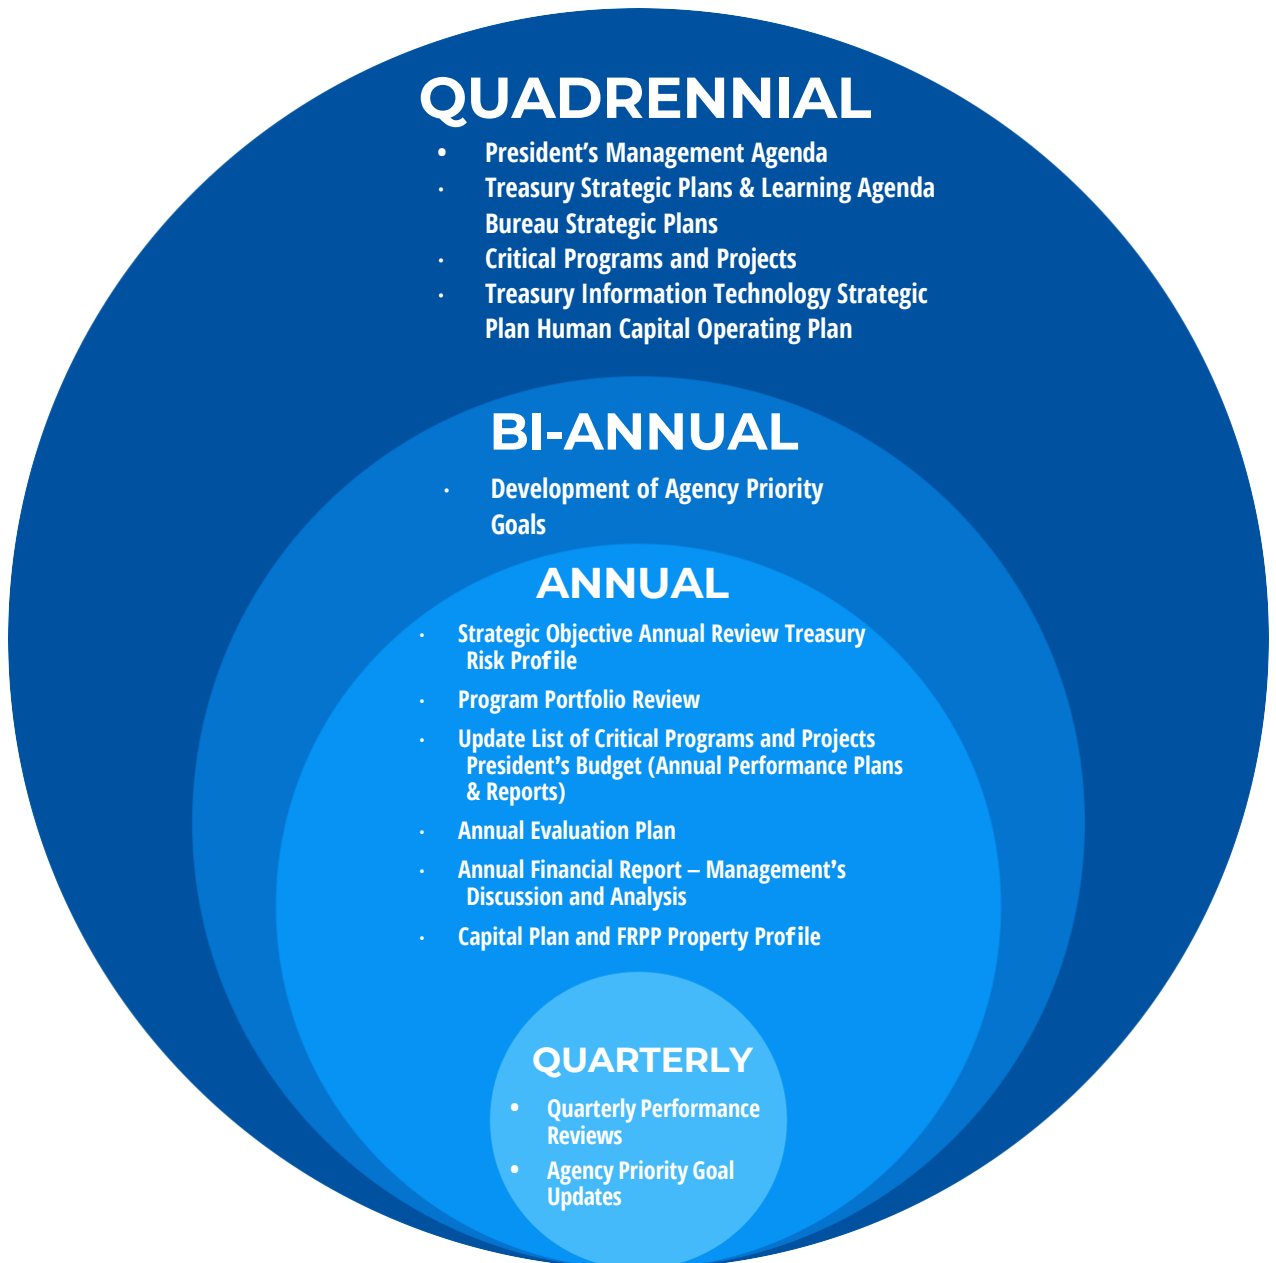 QUADRENNIAL
• President’s Management Agenda
· Treasury Strategic Plans & Learning Agenda
Bureau Strategic Plans
· Critical Programs and Projects
· Treasury Information Technology Strategic
Plan Human Capital Operating Plan
BI-ANNUAL
· Development of Agency Priority
Goals
ANNUAL
· Strategic Objective Annual Review Treasury
Risk Profile
· Program Portfolio Review
· Update List of Critical Programs and Projects
President’s Budget (Annual Performance Plans
& Reports)
· Annual Evaluation Plan
· Annual Financial Report – Management’s
Discussion and Analysis
· Capital Plan and FRPP Property Profile
QUARTERLY
• Quarterly Performance
Reviews
• Agency Priority Goal
Updates